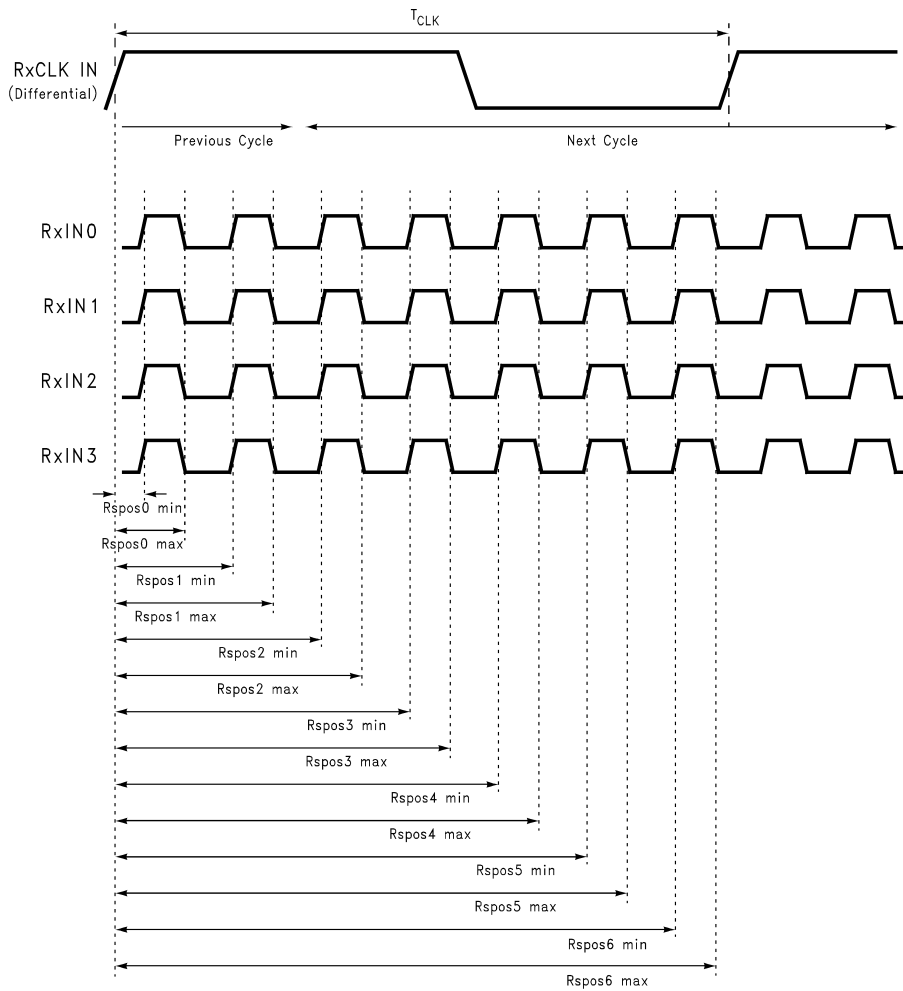 T_CLK
RxCLK IN
(Differential)
Previous Cycle
Next Cycle
RxIN0
RxIN1
RxIN2
RxIN3
Rspos0 min
Rspos0 max
Rspos1 min
Rspos1 max
Rspos2 min
Rspos2 max
Rspos3 min
Rspos3 max
Rspos4 min
Rspos4 max
Rspos5 min
Rspos5 max
Rspos6 min
Rspos6 max